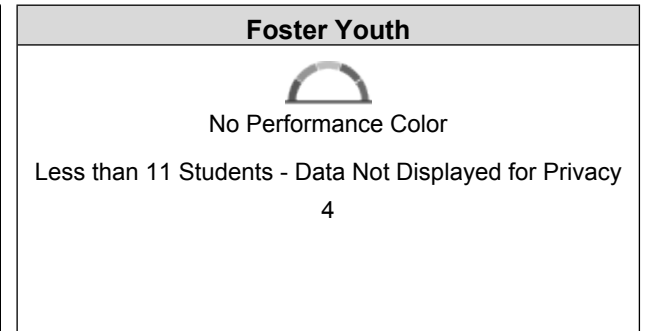 Foster Youth
No Performance Color
Less than 11 Students - Data Not Displayed for Privacy
4